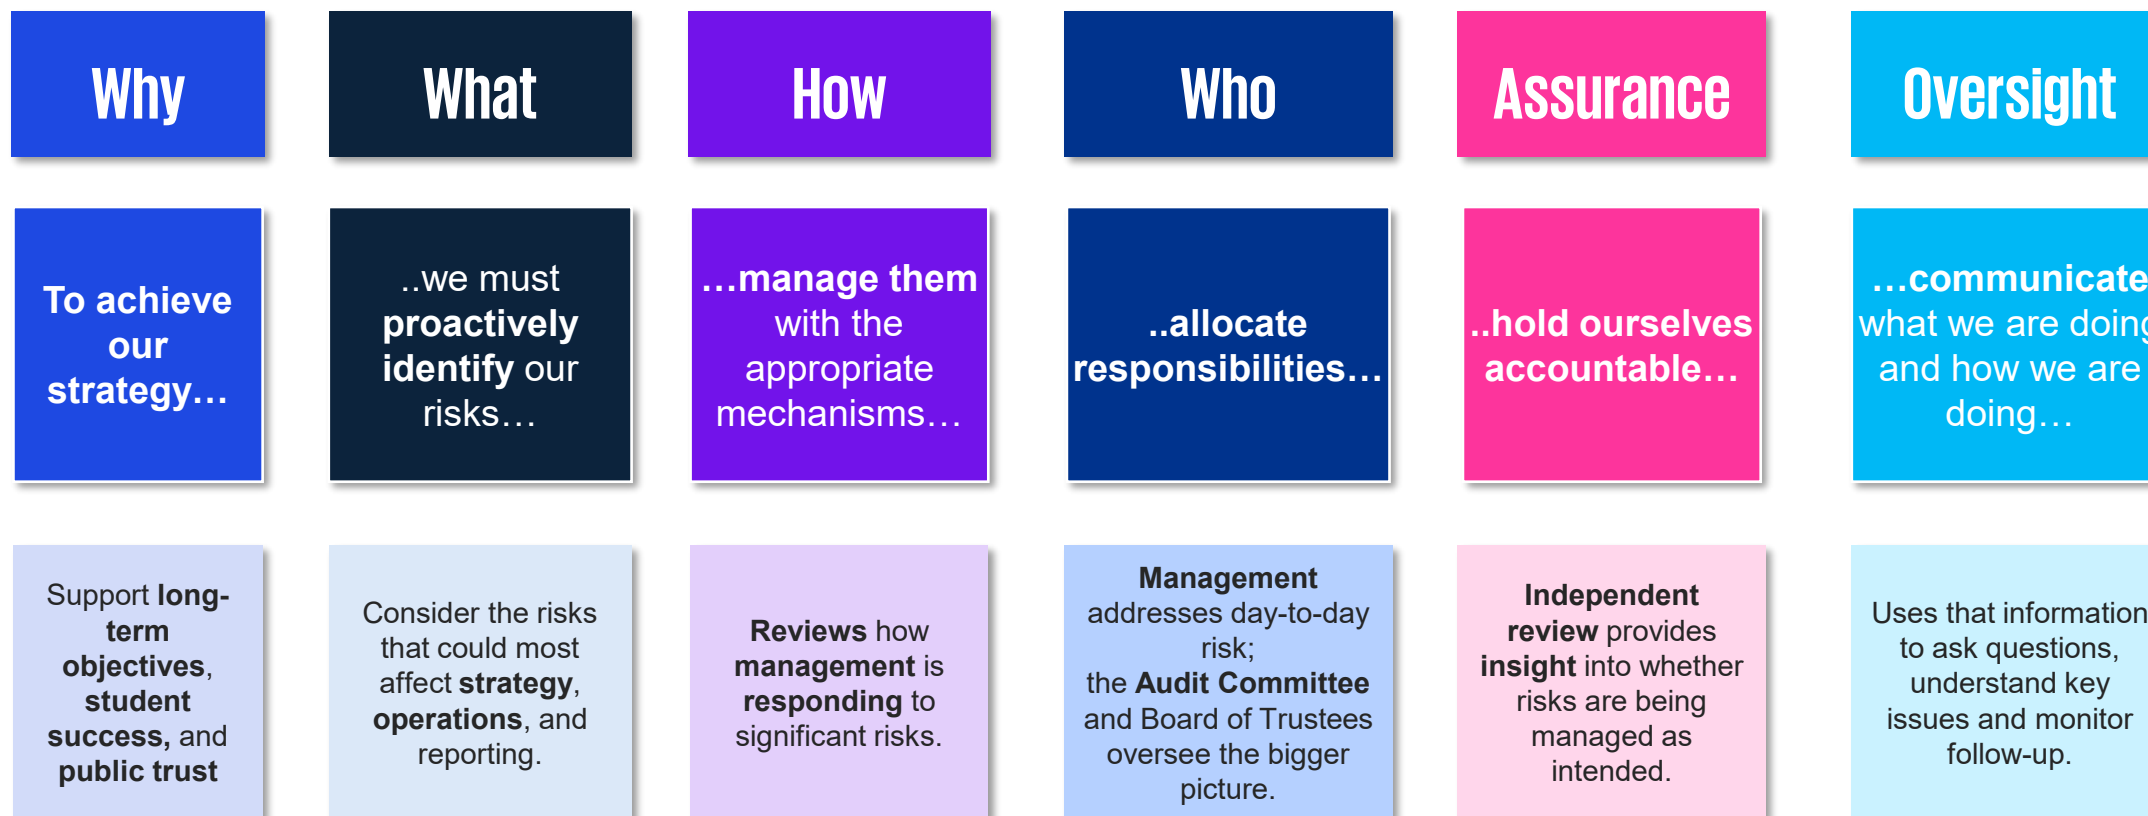 Why
What
How
Who
Assurance
Oversight
To achieve
our
strategy…
..we must
proactively
identify our
risks…
…manage them
with the
appropriate
mechanisms…
..allocate
responsibilities…
..hold ourselves
accountable…
…communicate
what we are doing
and how we are
doing…
Support long-
term
objectives,
student
success, and
public trust
Consider the risks
that could most
affect strategy,
operations, and
reporting.
Reviews how
management is
responding to
significant risks.
Management
addresses day-to-day
risk;
the Audit Committee
and Board of Trustees
oversee the bigger
picture.
Independent
review provides
insight into whether
risks are being
managed as
intended.
Uses that information
to ask questions,
understand key
issues and monitor
follow-up.